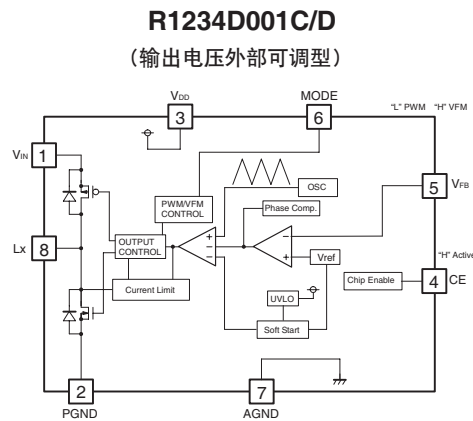 R1234D001C/D
（输出电压外部可调型）
VDD
MODE
"L" PWM "H" VFM
3
6
VIN
1
5
VFB
PWM/VFM
CONTROL
OSC
Phase Comp.
Lx
8
OUTPUT
CONTROL
+
−
−
−
+
Vref
"H" Active
Current Limit
Chip Enable
4
CE
UVLO
Soft Start
2
7
PGND
AGND